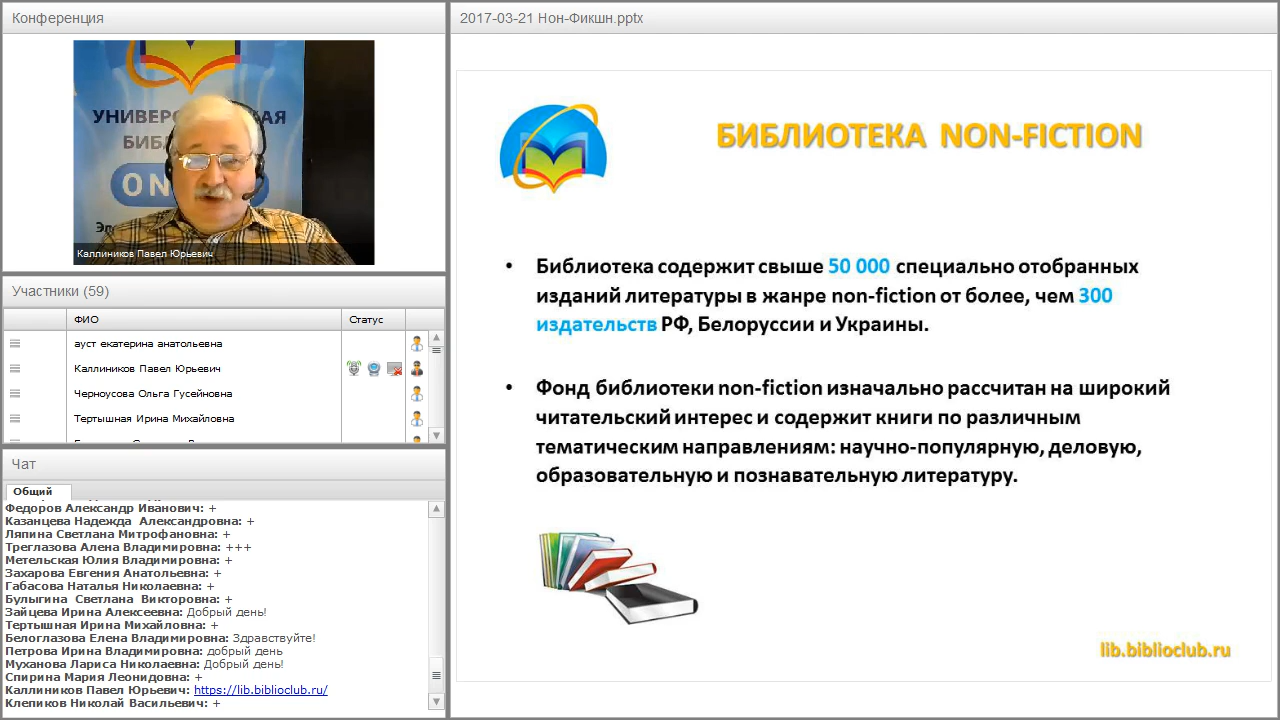 Конференция
УНИВЕР
АЯ
БИБЛ
Каллиников Павел Юрьевич
Участники (59)
ФИО
Статус
ауст екатерина анатольевна
Каллиников Павел Юрьевич
Черноусова Ольга Гусейновна
Тертышная Ирина Михайловна
Чат
Общий
Федоров Александр Иванович: +
Казанцева Надежда Александровна: +
Ляпина Светлана Митрофановна: +
Треглазова Алена Владимировна: +++
Метельская Юлия Владимировна: +
Захарова Евгения Анатольевна: +
Габасова Наталья Николаевна: +
Булыгина Светлана Викторовна: +
Зайцева Ирина Алексеевна: Добрый день!
Тертышная Ирина Михайловна: +
Белоглазова Елена Владимировна: Здравствуйте!
Петрова Ирина Владимировна: добрый день
Муханова Лариса Николаевна: Добрый день!
Спирина Мария Леонидовна: +
Каллиников Павел Юрьевич: https://lib.biblioclub.ru/
Клепиков Николай Васильевич: +
2017-03-21 Нон-Фикшн.pptx
БИБЛИОТЕКА NON-FICTION
• Библиотека содержит свыше 50 000 специально отобранных
изданий литературы в жанре non-fiction от более, чем 300
издательств РФ, Белоруссии и Украины.
• Фонд библиотеки non-fiction изначально рассчитан на широкий
читательский интерес и содержит книги по различным
тематическим направлениям: научно-популярную, деловую,
образовательную и познавательную литературу.
lib.biblioclub.ru